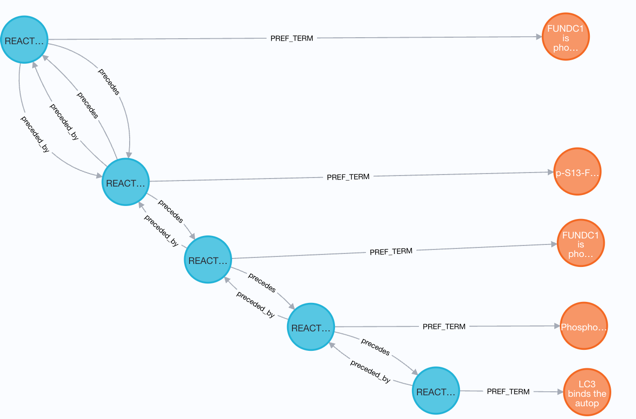 REACT...
PREF_TERM
FUNDC1
is
pho...
precedes
precedes
preceded_by
preceded_by
REACT...
PREF_TERM
p-S13-F...
precedes
preceded_by
REACT...
PREF_TERM
FUNDC1
is
pho...
precedes
preceded_by
REACT...
PREF_TERM
Phospho...
precedes
preceded_by
REACT...
PREF_TERM
LC3
binds the
autop